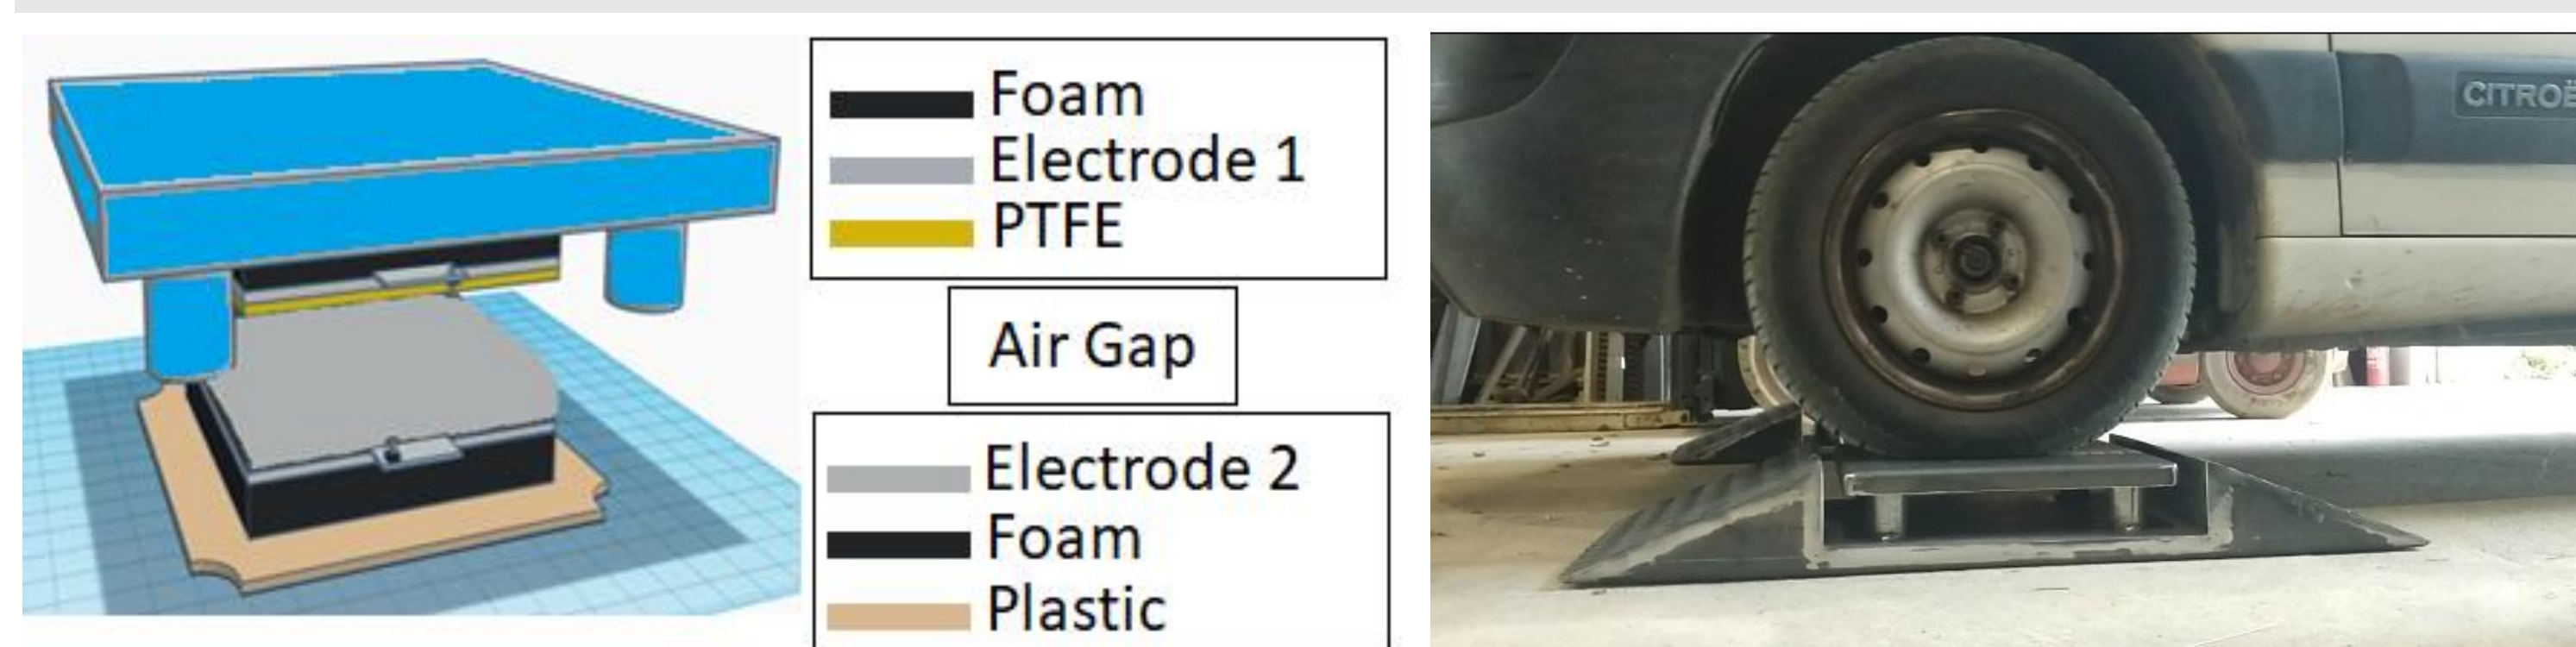 Foam
Electrode 1
PTFE
Air Gap
Electrode 2
Foam
Plastic
CITROË